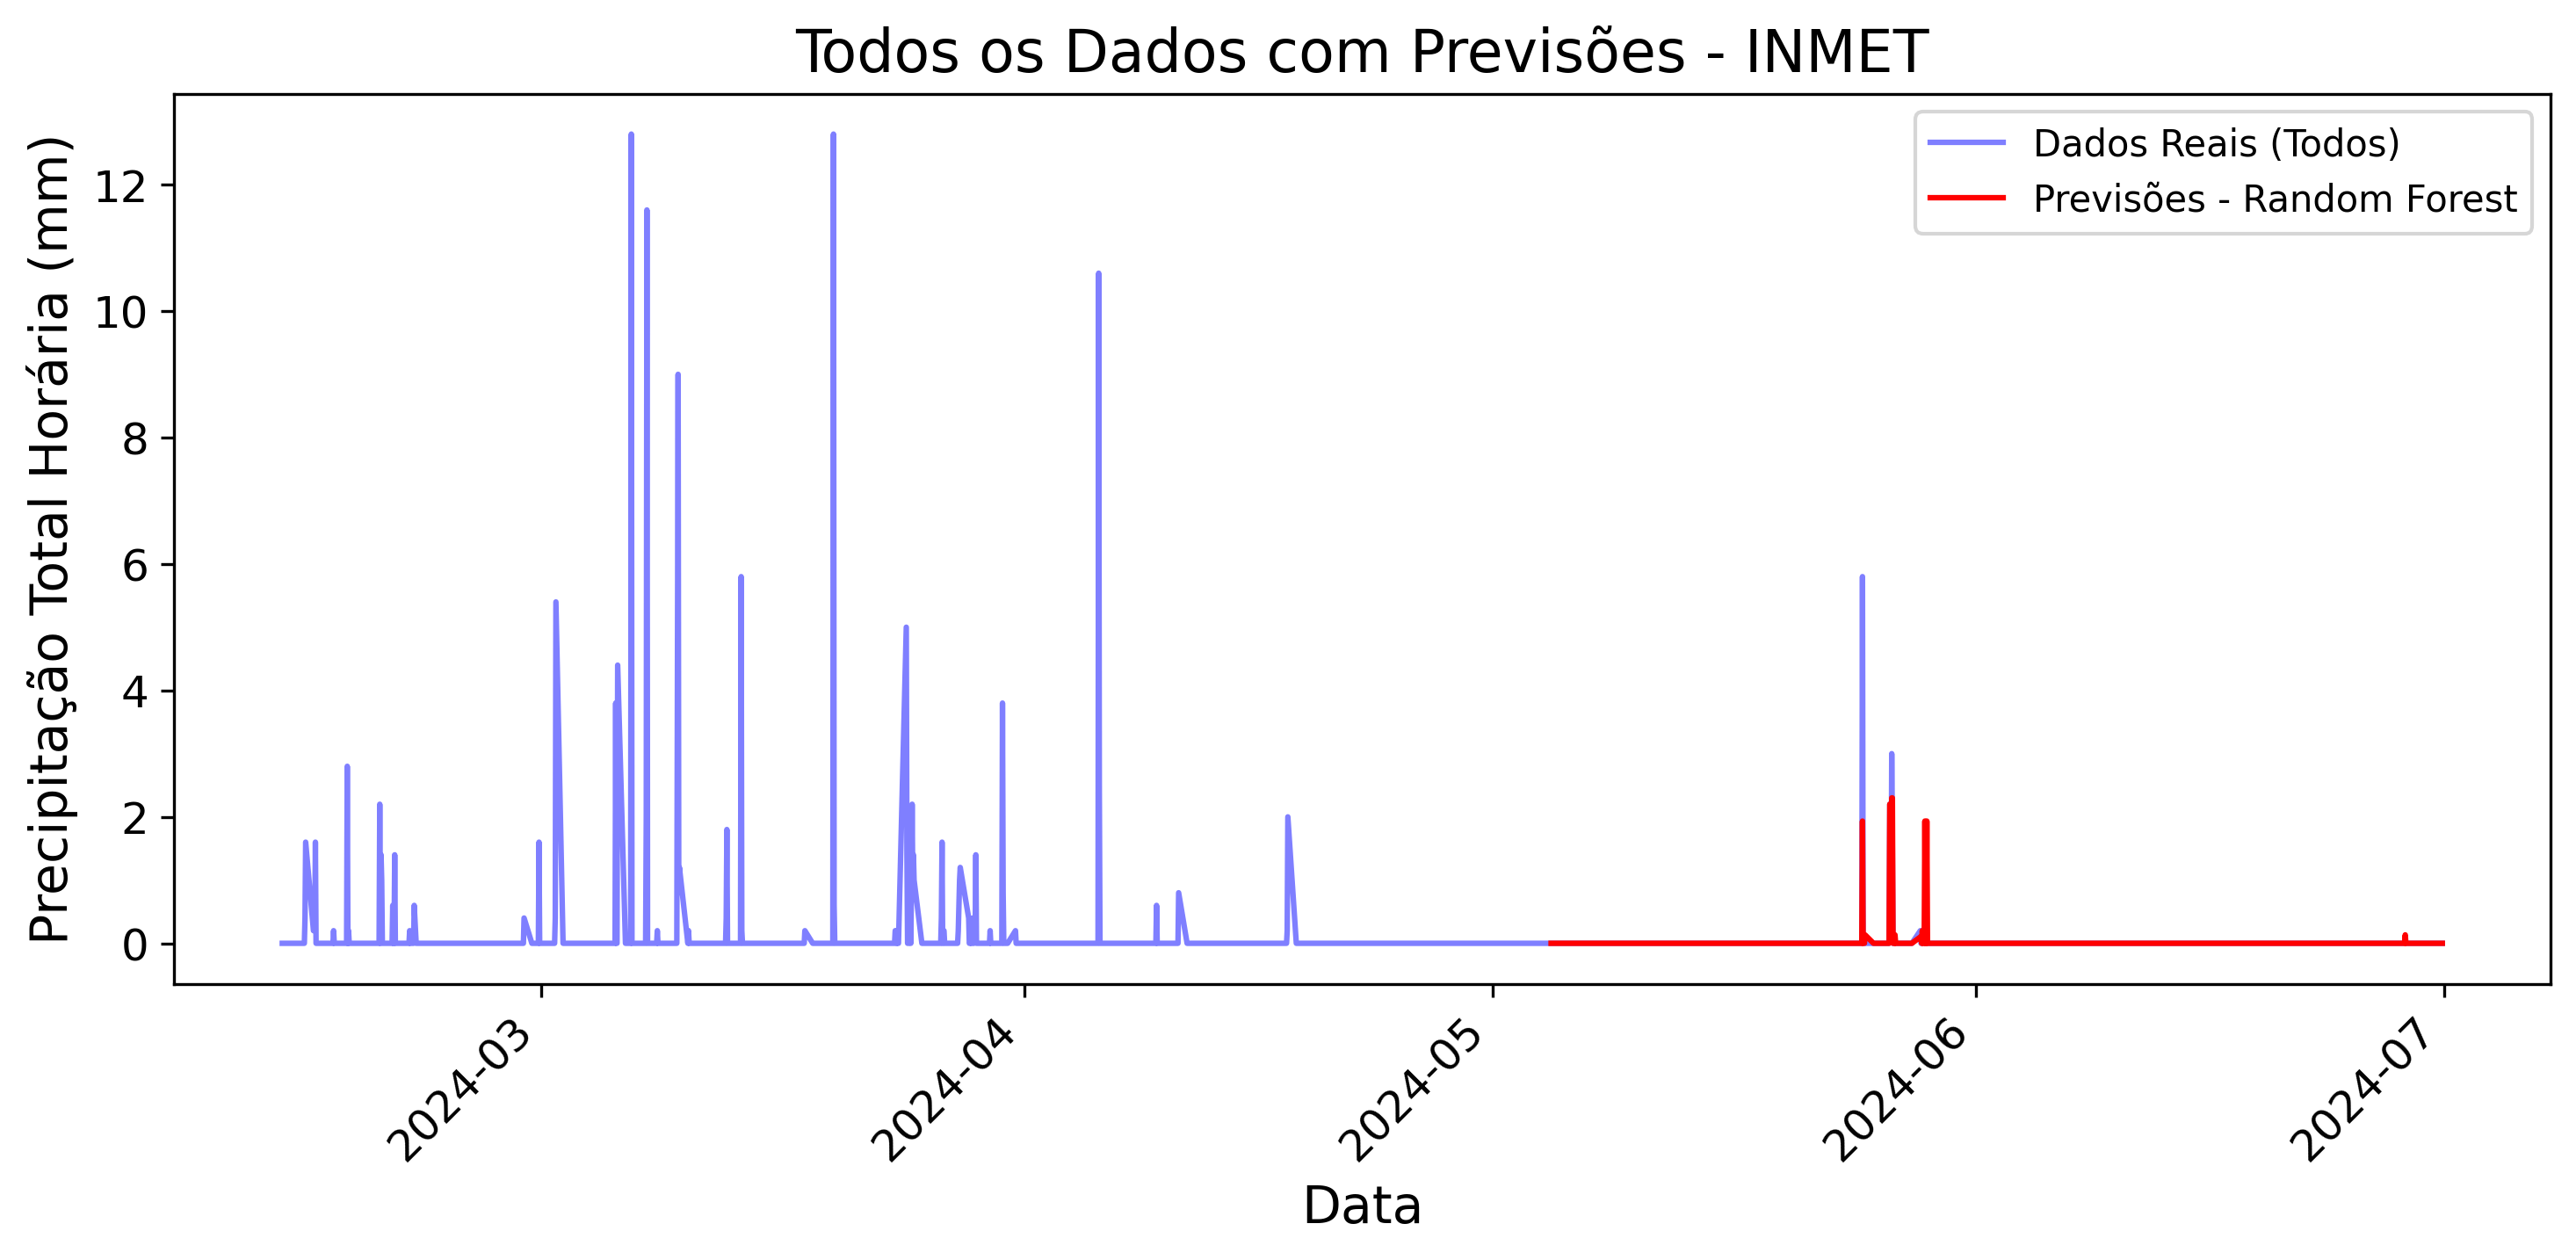 Todos os Dados com Previsões - INMET
Dados Reais (Todos)
Previsões - Random Forest
Precipitação Total Horária (mm)
12
10
8
6
4
2
0
2024-03
2024-04
2024-05
2024-06
2024-07
Data